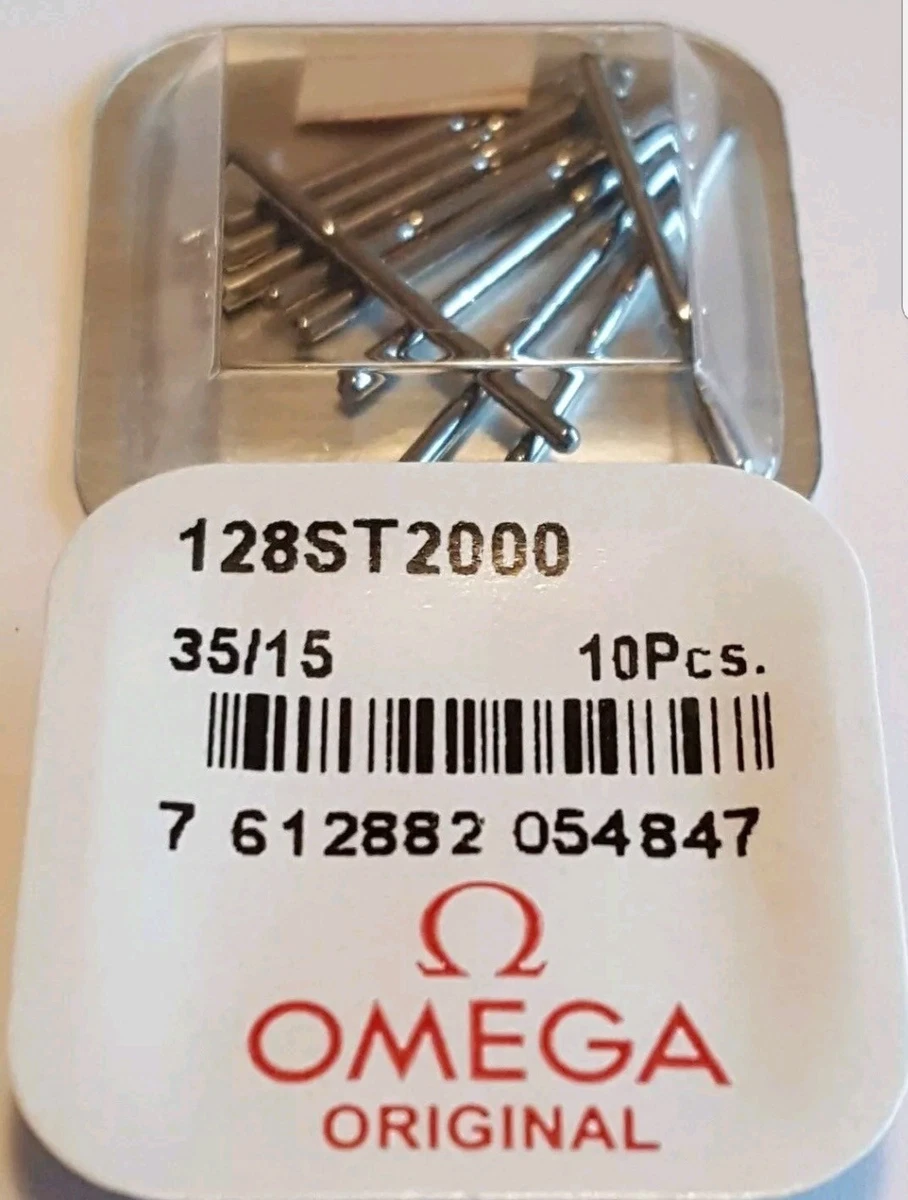 128ST2000
35/15 10Pcs.
7 612882 054847
Ω
OMEGA
ORIGINAL